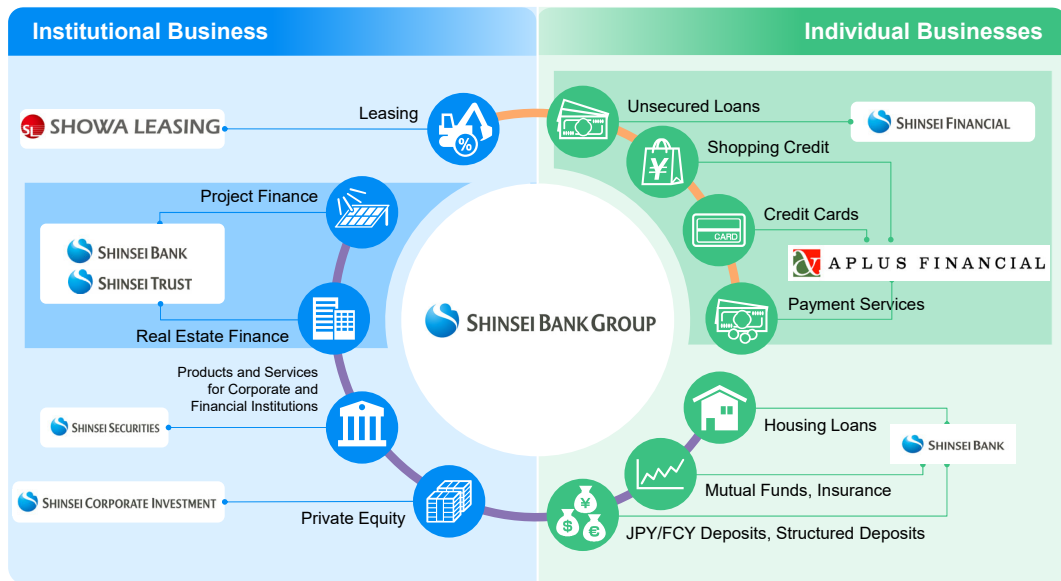 Institutional Business
Individual Businesses
SL SHOWA LEASING
Leasing
%
Unsecured Loans
SHINSEI FINANCIAL
¥
Shopping Credit
Project Finance
SHINSEI BANK
SHINSEI TRUST
CARD
Credit Cards
APLUS FINANCIAL
SHINSEI BANK GROUP
Payment Services
Real Estate Finance
Products and Services
for Corporate and
Financial Institutions
SHINSEI SECURITIES
Housing Loans
SHINSEI BANK
SHINSEI CORPORATE INVESTMENT
Private Equity
Mutual Funds, Insurance
¥
$ €
JPY/FCY Deposits, Structured Deposits